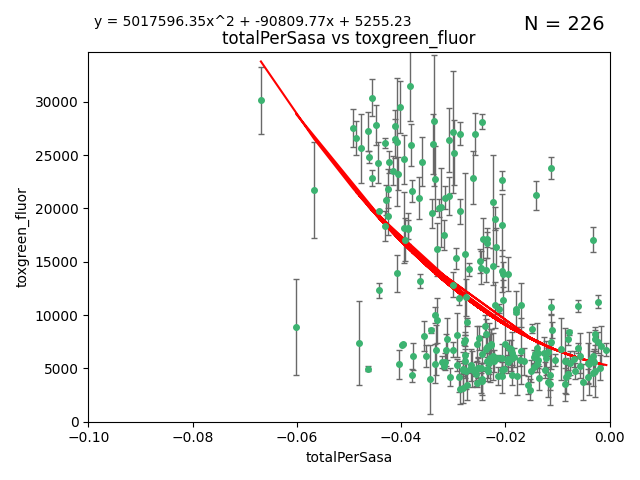 y = 5017596.35x^2 + -90809.77x + 5255.23
N = 226
totalPerSasa vs toxgreen_fluor
toxgreen_fluor
30000
25000
20000
15000
10000
5000
0
−0.10
−0.08
−0.06
−0.04
−0.02
0.00
totalPerSasa